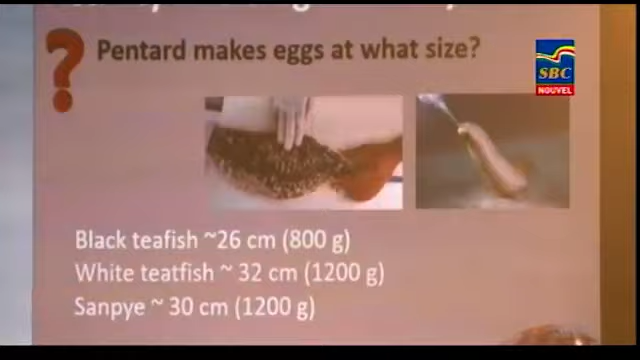 ? Pentard makes eggs at what size?
SBC
NOUVEL
Black teafish ~26 cm (800 g)
White teatfish ~ 32 cm (1200 g)
Sanpye ~ 30 cm (1200 g)